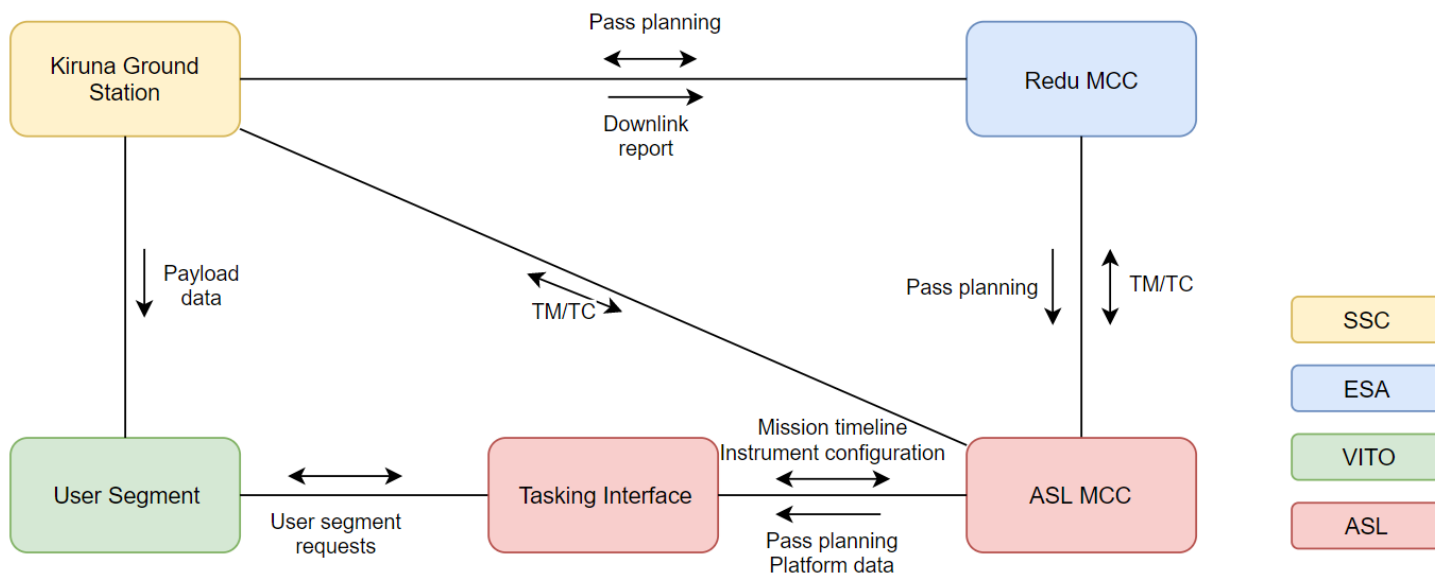 Pass planning
Kiruna Ground
Station
Redu MCC
Downlink
report
Payload
data
TM/TC
Pass planning
TM/TC
SSC
ESA
VITO
ASL
Mission timeline
Instrument configuration
User Segment
Tasking Interface
ASL MCC
User segment
requests
Pass planning
Platform data